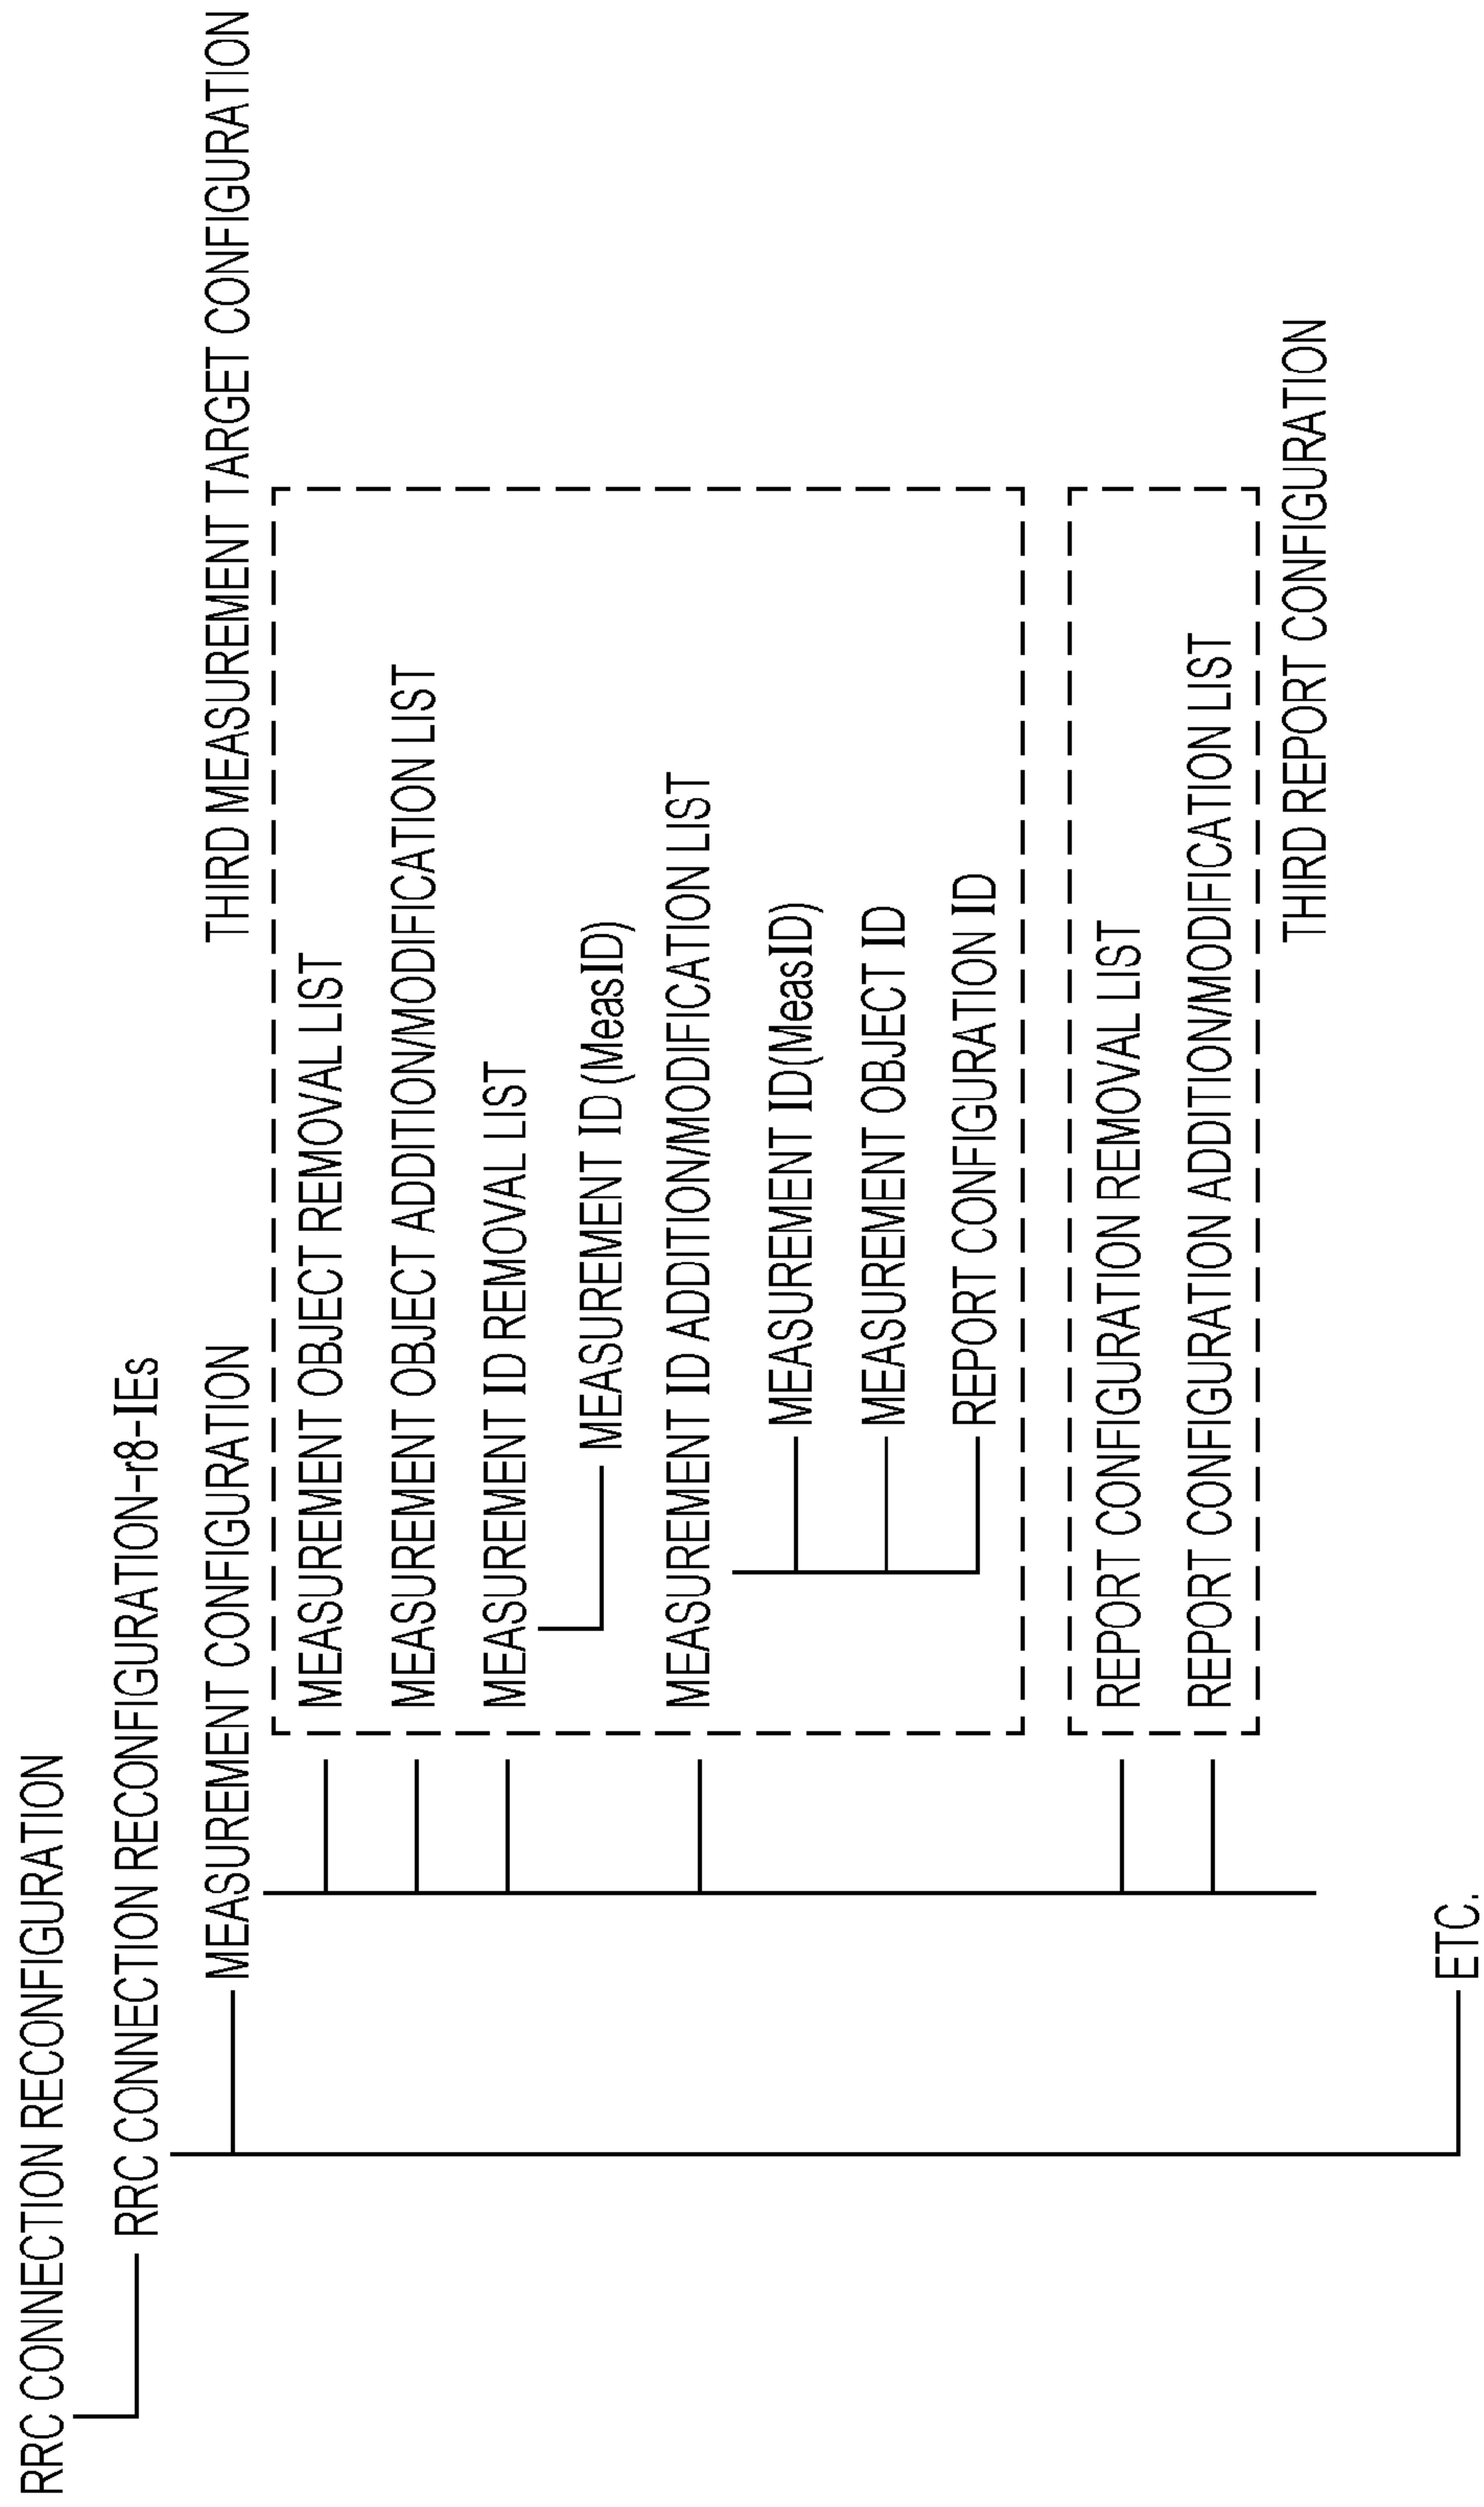 RRC CONNECTION RECONFIGURATION
RRC CONNECTION RECONFIGURATION-r8-IEs
MEASUREMENT CONFIGURATION
THIRD MEASUREMENT TARGET CONFIGURATION
MEASUREMENT OBJECT REMOVAL LIST
MEASUREMENT OBJECT ADDITION/MODIFICATION LIST
MEASUREMENT ID REMOVAL LIST
MEASUREMENT ID (MeasID)
MEASUREMENT ID ADDITION/MODIFICATION LIST
MEASUREMENT ID(MeasID)
MEASUREMENT OBJECT ID
REPORT CONFIGURATION ID
REPORT CONFIGURATION REMOVAL LIST
REPORT CONFIGURATION ADDITION/MODIFICATION LIST
THIRD REPORT CONFIGURATION
ETC.